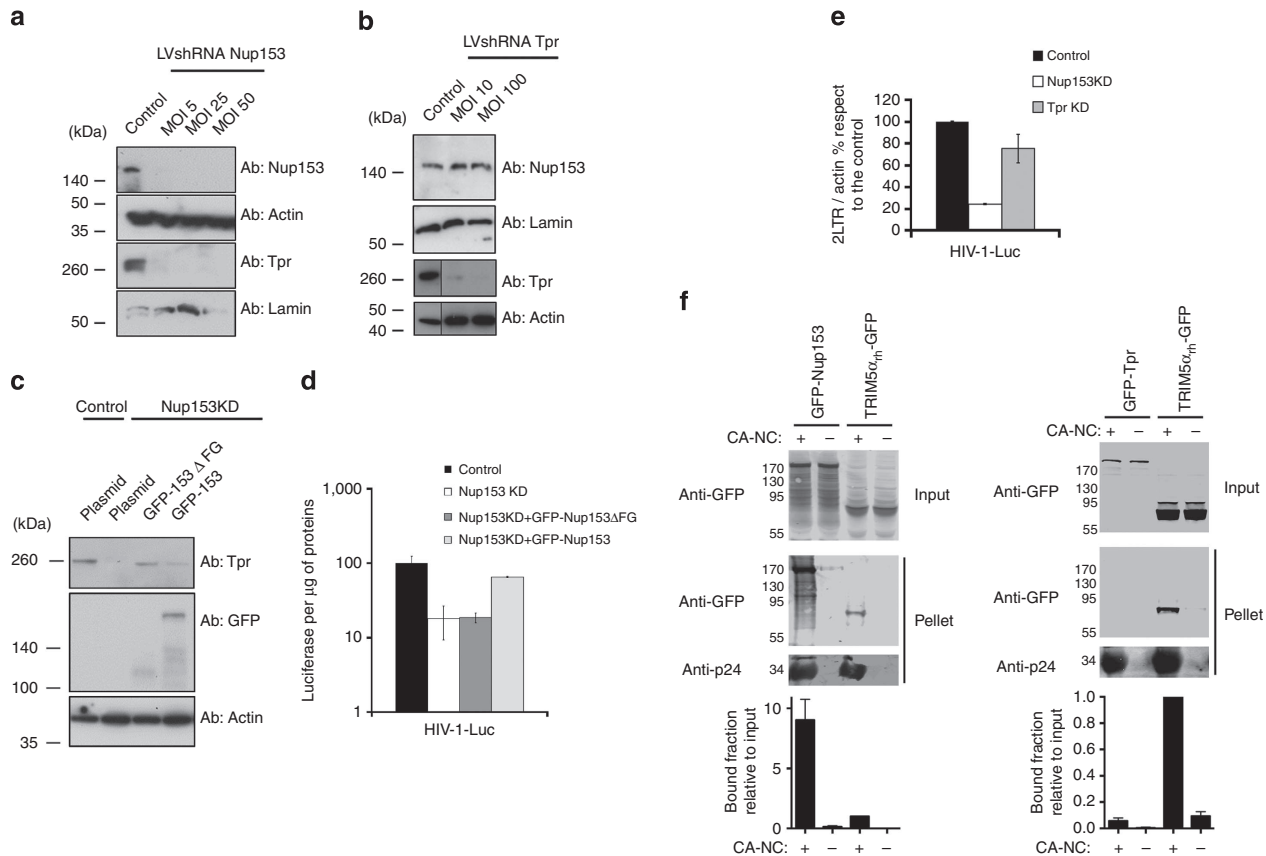 a
LVshRNA Nup153
(kDa)
Control
MOI 5
MOI 25
MOI 50
140
Ab: Nup153
50
35
Ab: Actin
260
Ab: Tpr
50
Ab: Lamin
b
LVshRNA Tpr
(kDa)
Control
MOI 10
MOI 100
140
Ab: Nup153
50
Ab: Lamin
260
Ab: Tpr
50
40
Ab: Actin
c
Control
Nup153KD
(kDa)
Plasmid
Plasmid
GFP-153 Δ FG
GFP-153
260
Ab: Tpr
Ab: GFP
140
100
Ab: Actin
35
d
Control
Nup153 KD
Nup153KD+GFP-Nup153ΔFG
Nup153KD+GFP-Nup153
Luciferase per µg of proteins
1,000
100
10
1
HIV-1-Luc
e
Control
Nup153KD
Tpr KD
2LTR / actin % respect
to the control
120
100
80
60
40
20
0
HIV-1-Luc
f
GFP-Nup153
TRIM5αrh-GFP
CA-NC: + − + −
Anti-GFP
170
130
95
55
Input
Anti-GFP
170
130
95
55
Pellet
Anti-p24
34
Bound fraction
relative to input
10
5
0
CA-NC: + − + −
GFP-Tpr
TRIM5αrh-GFP
CA-NC: + − + −
Anti-GFP
170
130
95
55
Input
Anti-GFP
170
130
95
55
Pellet
Anti-p24
34
Bound fraction
relative to input
1.0
0.8
0.6
0.4
0.2
0.0
CA-NC: + − + −